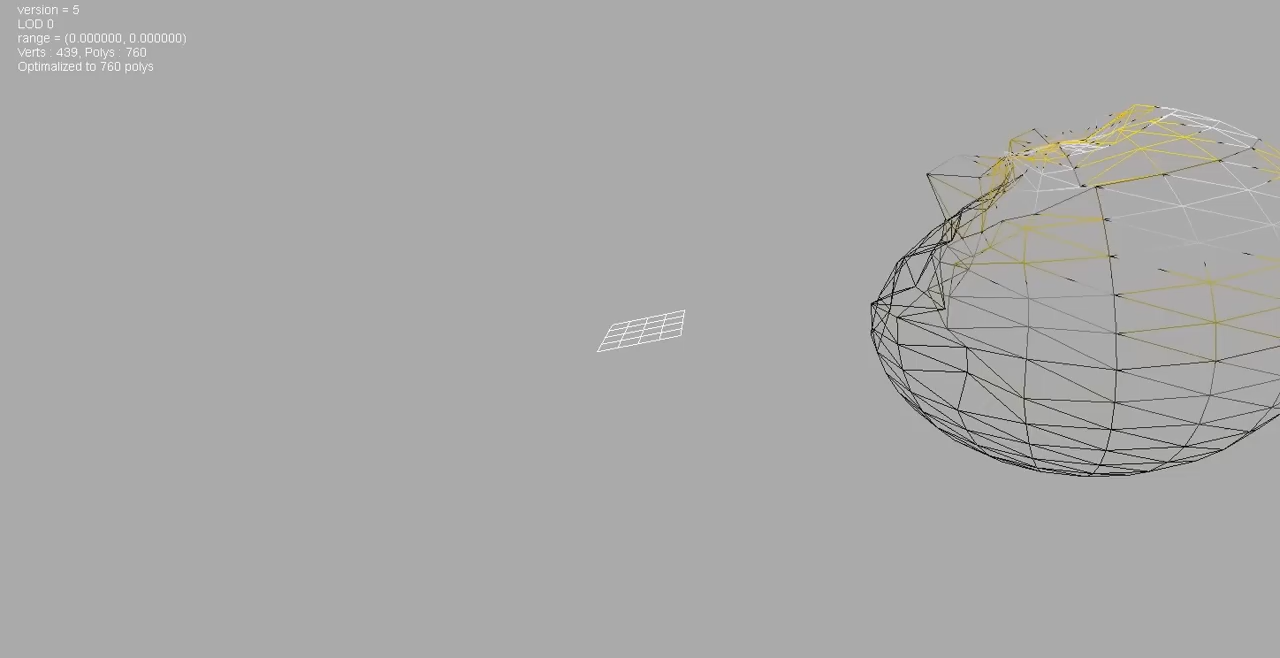 version = 5
LOD 0
range = (0.000000, 0.000000)
Verts : 439, Polys : 760
Optimalized to 760 polys